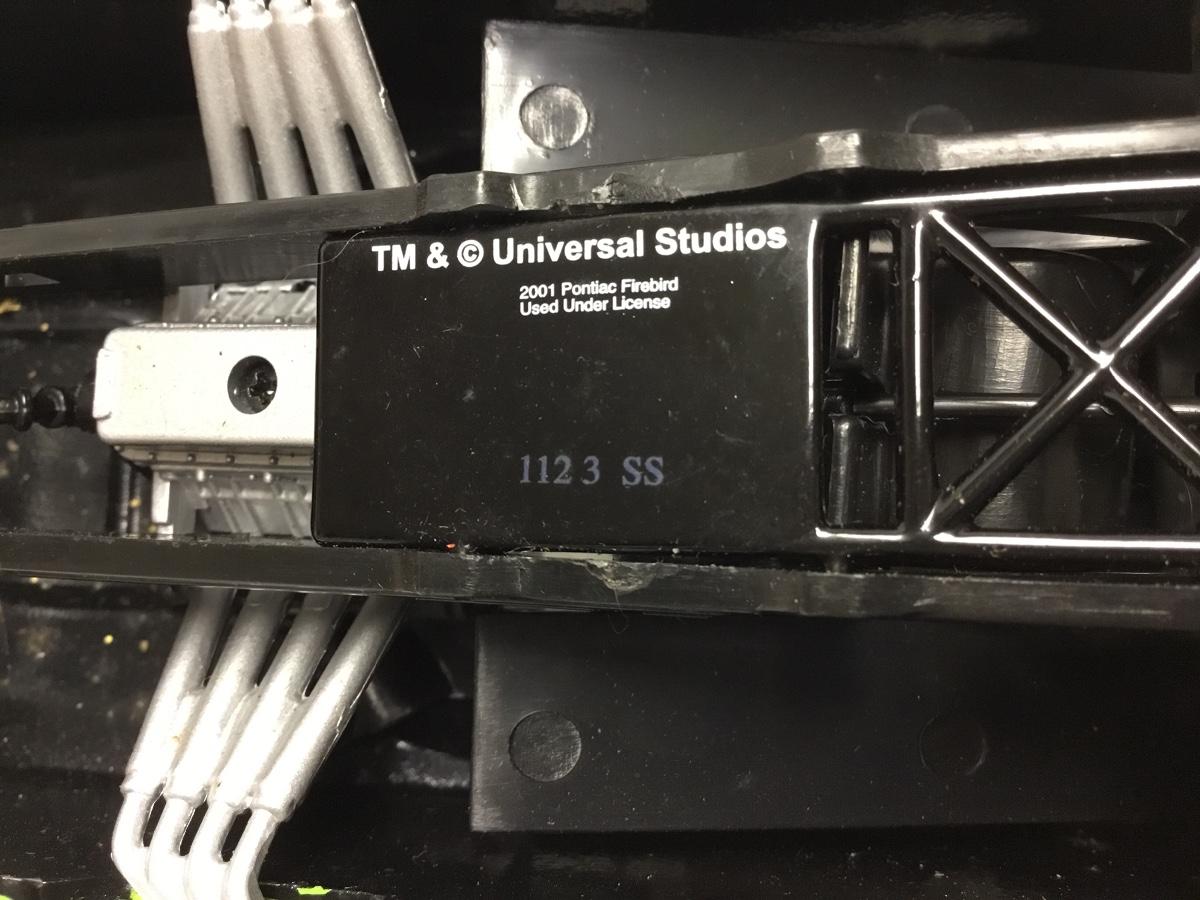 TM & © Universal Studios
2001 Pontiac Firebird
Used Under License
1123 SS